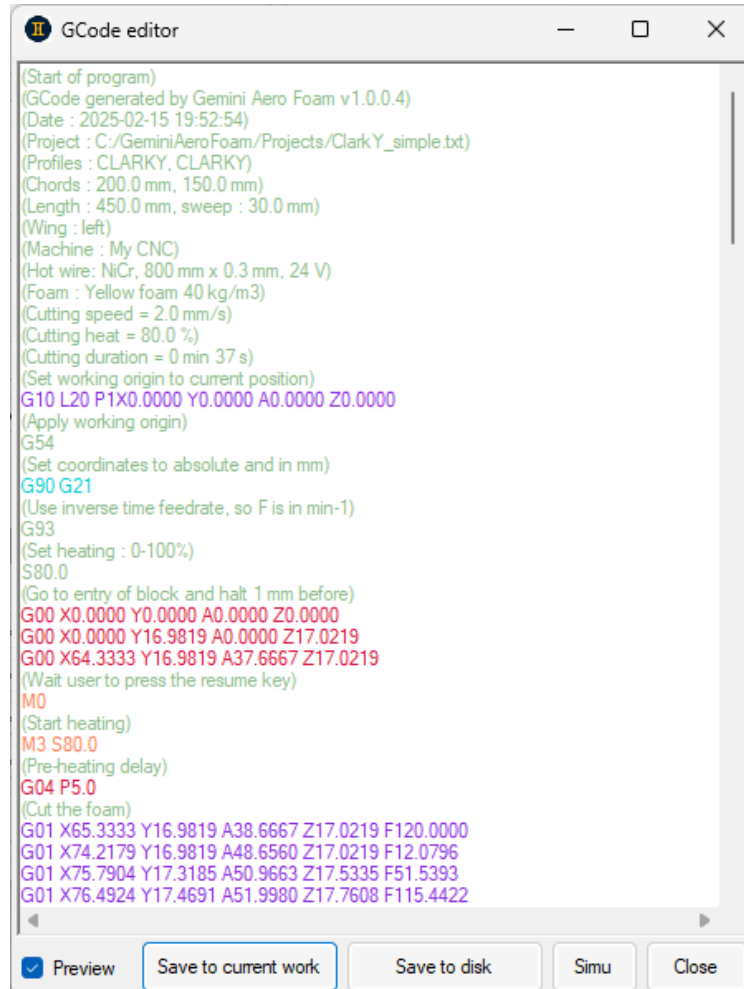 GCode editor
(Start of program)
(GCode generated by Gemini Aero Foam v1.0.0.4)
(Date : 2025-02-15 19:52:54)
(Project : C:/GeminiAeroFoam/Projects/ClarkY_simple.txt)
(Profiles : CLARKY, CLARKY)
(Chords : 200.0 mm, 150.0 mm)
(Length : 450.0 mm, sweep : 30.0 mm)
(Wing : left)
(Machine : My CNC)
(Hot wire: NiCr, 800 mm x 0.3 mm, 24 V)
(Foam : Yellow foam 40 kg/m3)
(Cutting speed = 2.0 mm/s)
(Cutting heat = 80.0 %)
(Cutting duration = 0 min 37 s)
(Set working origin to current position)
G10 L20 P1X0.0000 Y0.0000 A0.0000 Z0.0000
(Apply working origin)
G54
(Set coordinates to absolute and in mm)
G90 G21
(Use inverse time feedrate, so F is in min-1)
G93
(Set heating : 0-100%)
S80.0
(Go to entry of block and halt 1 mm before)
G00 X0.0000 Y0.0000 A0.0000 Z0.0000
G00 X0.0000 Y16.9819 A0.0000 Z17.0219
G00 X64.3333 Y16.9819 A37.6667 Z17.0219
(Wait user to press the resume key)
M0
(Start heating)
M3 S80.0
(Pre-heating delay)
G04 P5.0
(Cut the foam)
G01 X65.3333 Y16.9819 A38.6667 Z17.0219 F120.0000
G01 X74.2179 Y16.9819 A48.6560 Z17.0219 F12.0796
G01 X75.7904 Y17.3185 A50.9663 Z17.5335 F51.5393
G01 X76.4924 Y17.4691 A51.9980 Z17.7608 F115.4422
Preview Save to current work Save to disk Simu Close